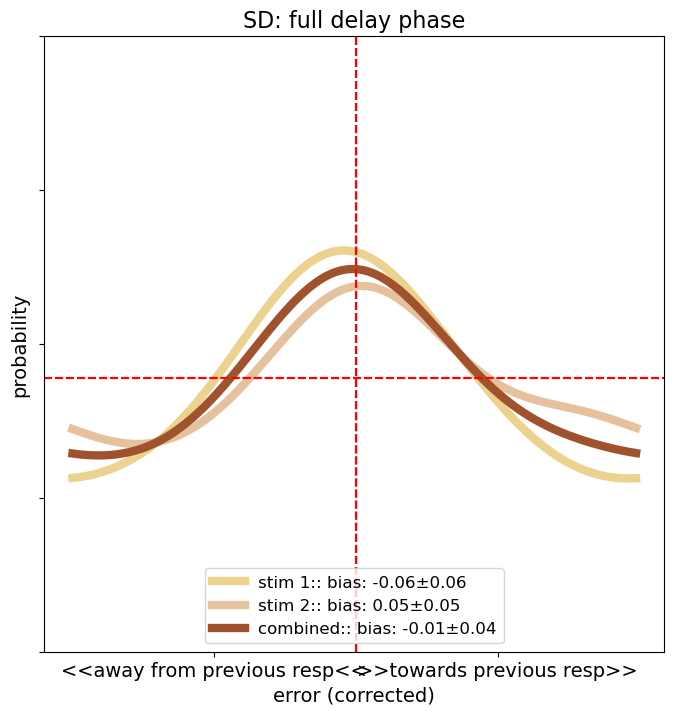 SD: full delay phase
probability
stim 1:: bias: -0.06±0.06
stim 2:: bias: 0.05±0.05
combined:: bias: -0.01±0.04
<<away from previous resp<< >>towards previous resp>>
error (corrected)